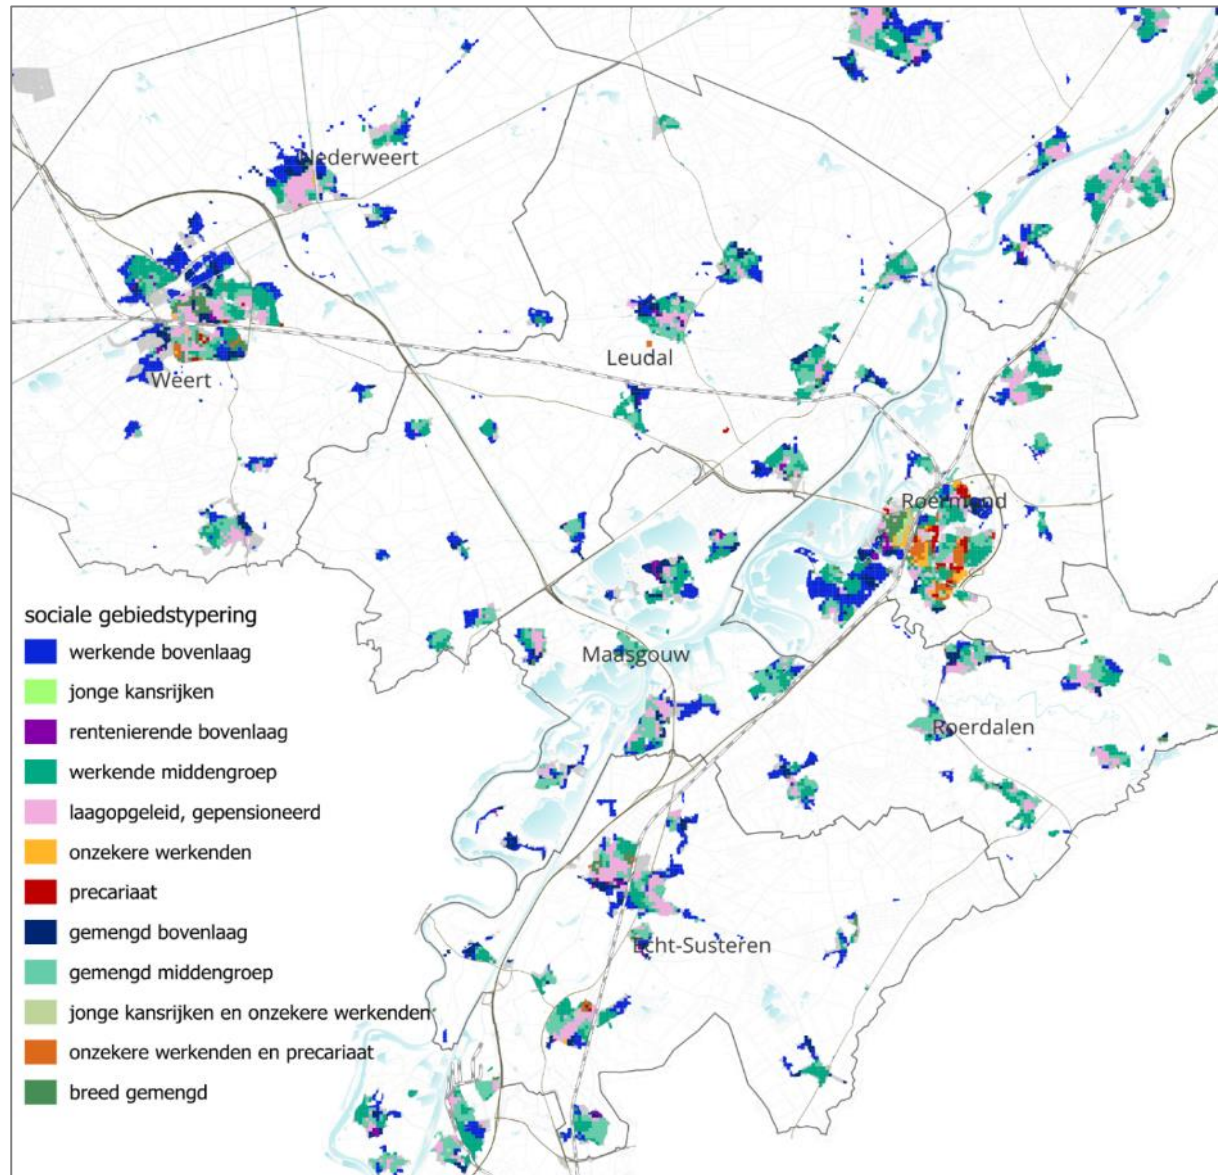 Nederweert
Weert
Leudal
Roermond
Maasgouw
Roerdalen
Echt-Susteren
sociale gebiedstypering
werkende bovenlaag
jonge kansrijken
rentenierende bovenlaag
werkende middengroep
laagopgeleid, gepensioneerd
onzekere werkenden
precariaat
gemengd bovenlaag
gemengd middengroep
jonge kansrijken en onzekere werkenden
onzekere werkenden en precariaat
breed gemengd